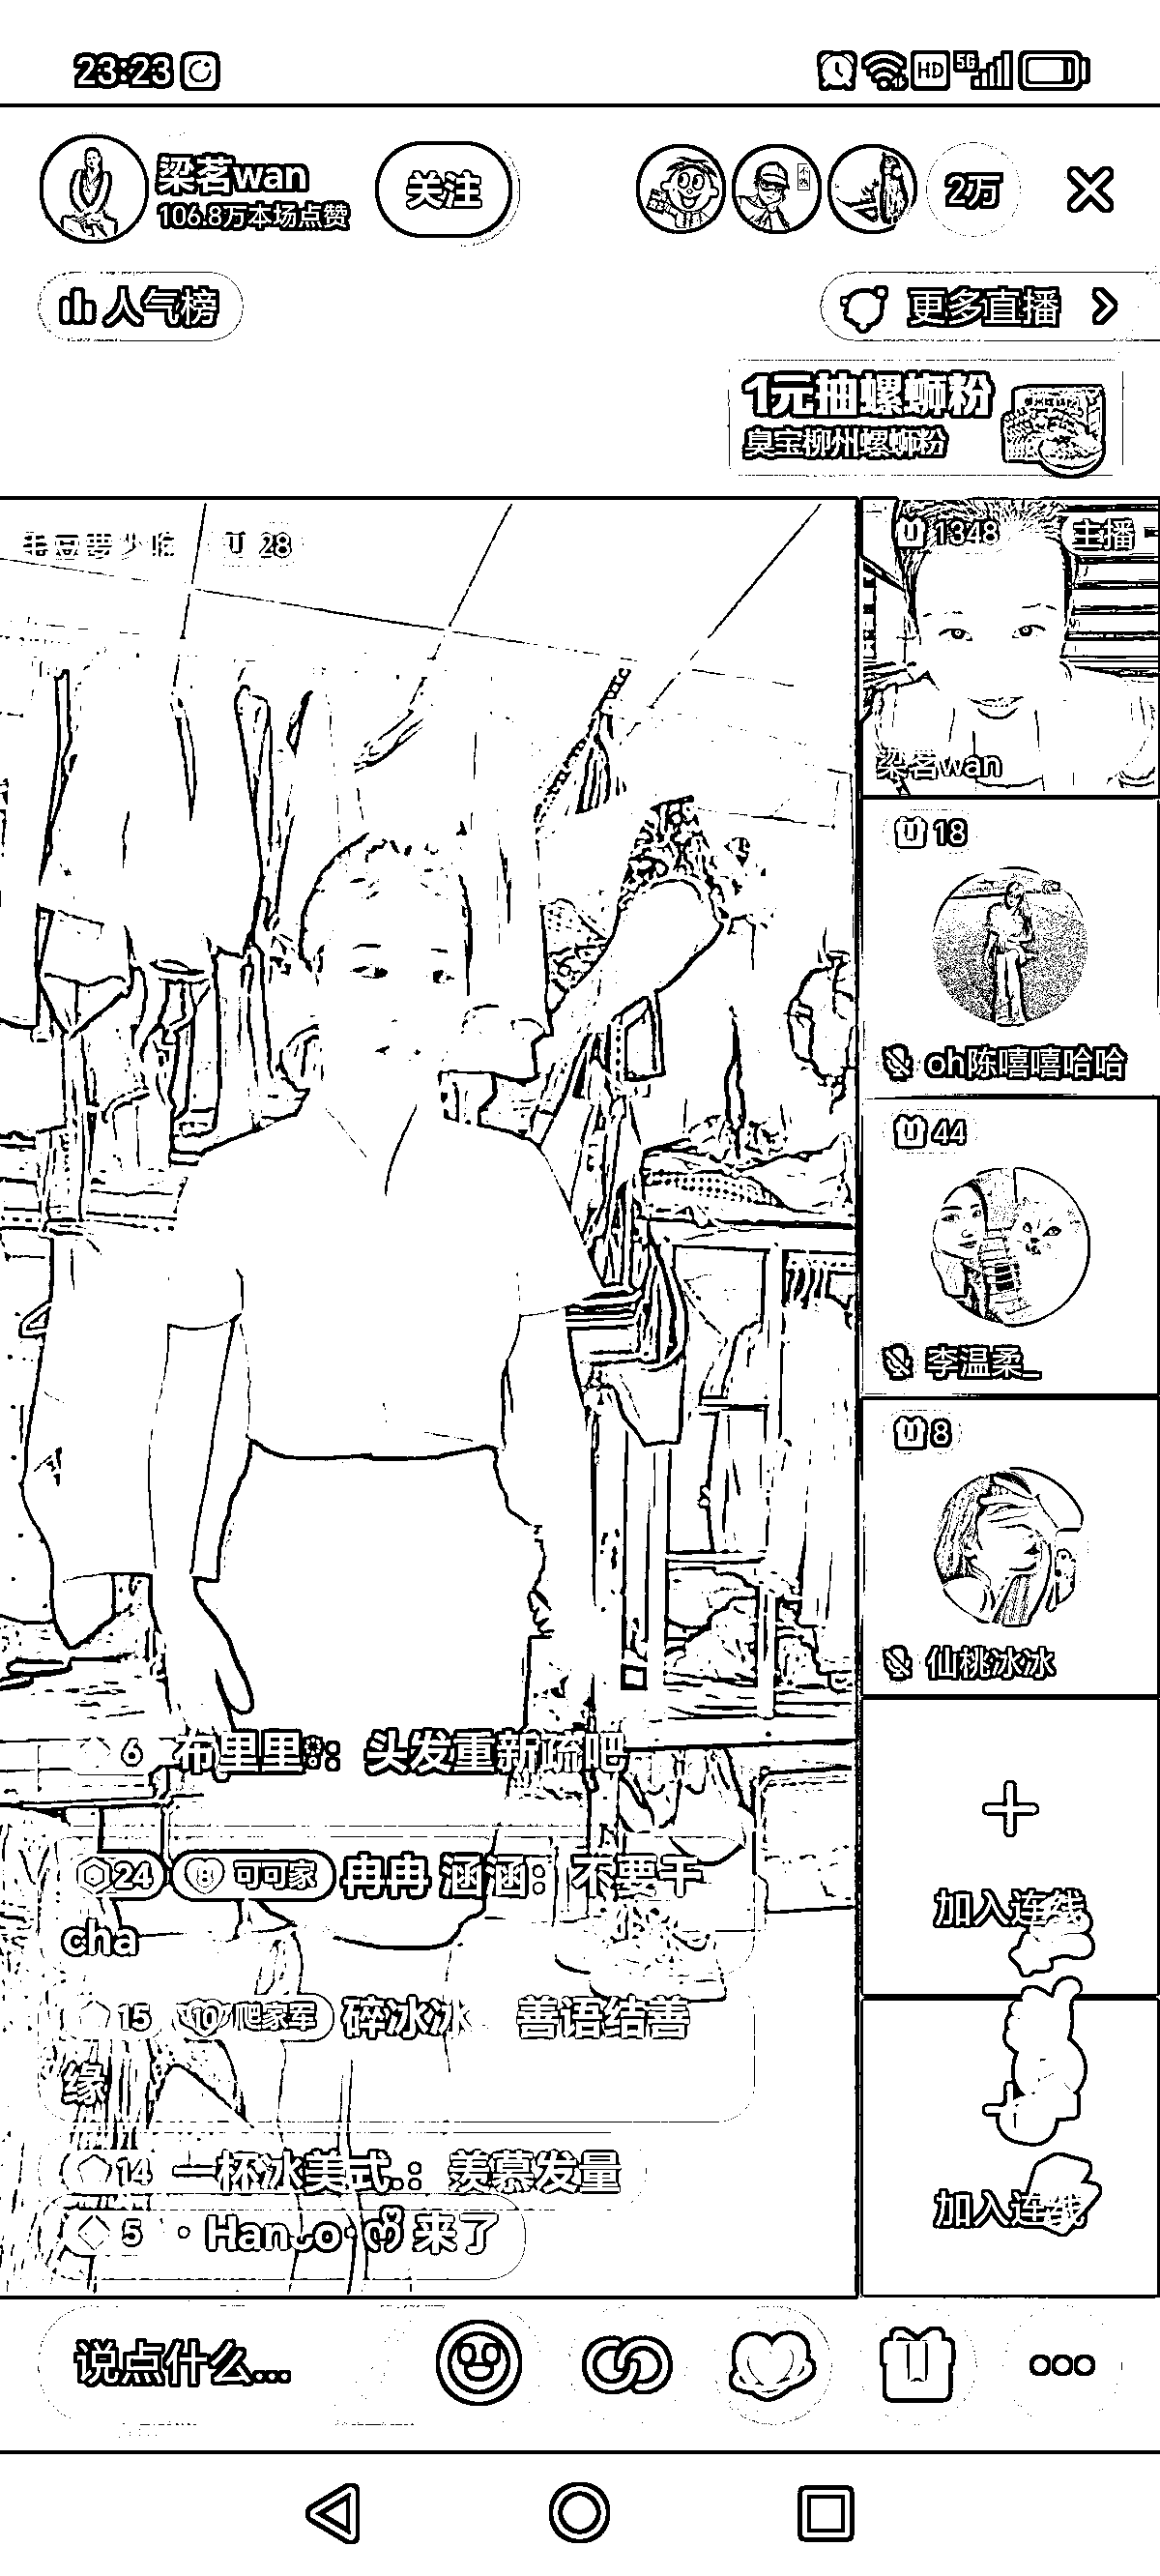 23:23
HD 5G
梁茗wan
106.8万本场点赞
关注
2万
人气榜
更多直播
1元抽螺蛳粉
臭宝柳州螺蛳粉
28
1348
主播
梁茗wan
18
oh陈嘻嘻哈哈
44
李温柔_
8
仙桃冰冰
加入连线
加入连线
6 布里里: 头发重新疏吧
24 8 可可家 冉冉 涵涵: 不要干
cha
15 10 爬家军 碎冰冰 善语结善
缘
14 一杯冰美式.: 羡慕发量
5 来了
说点什么...